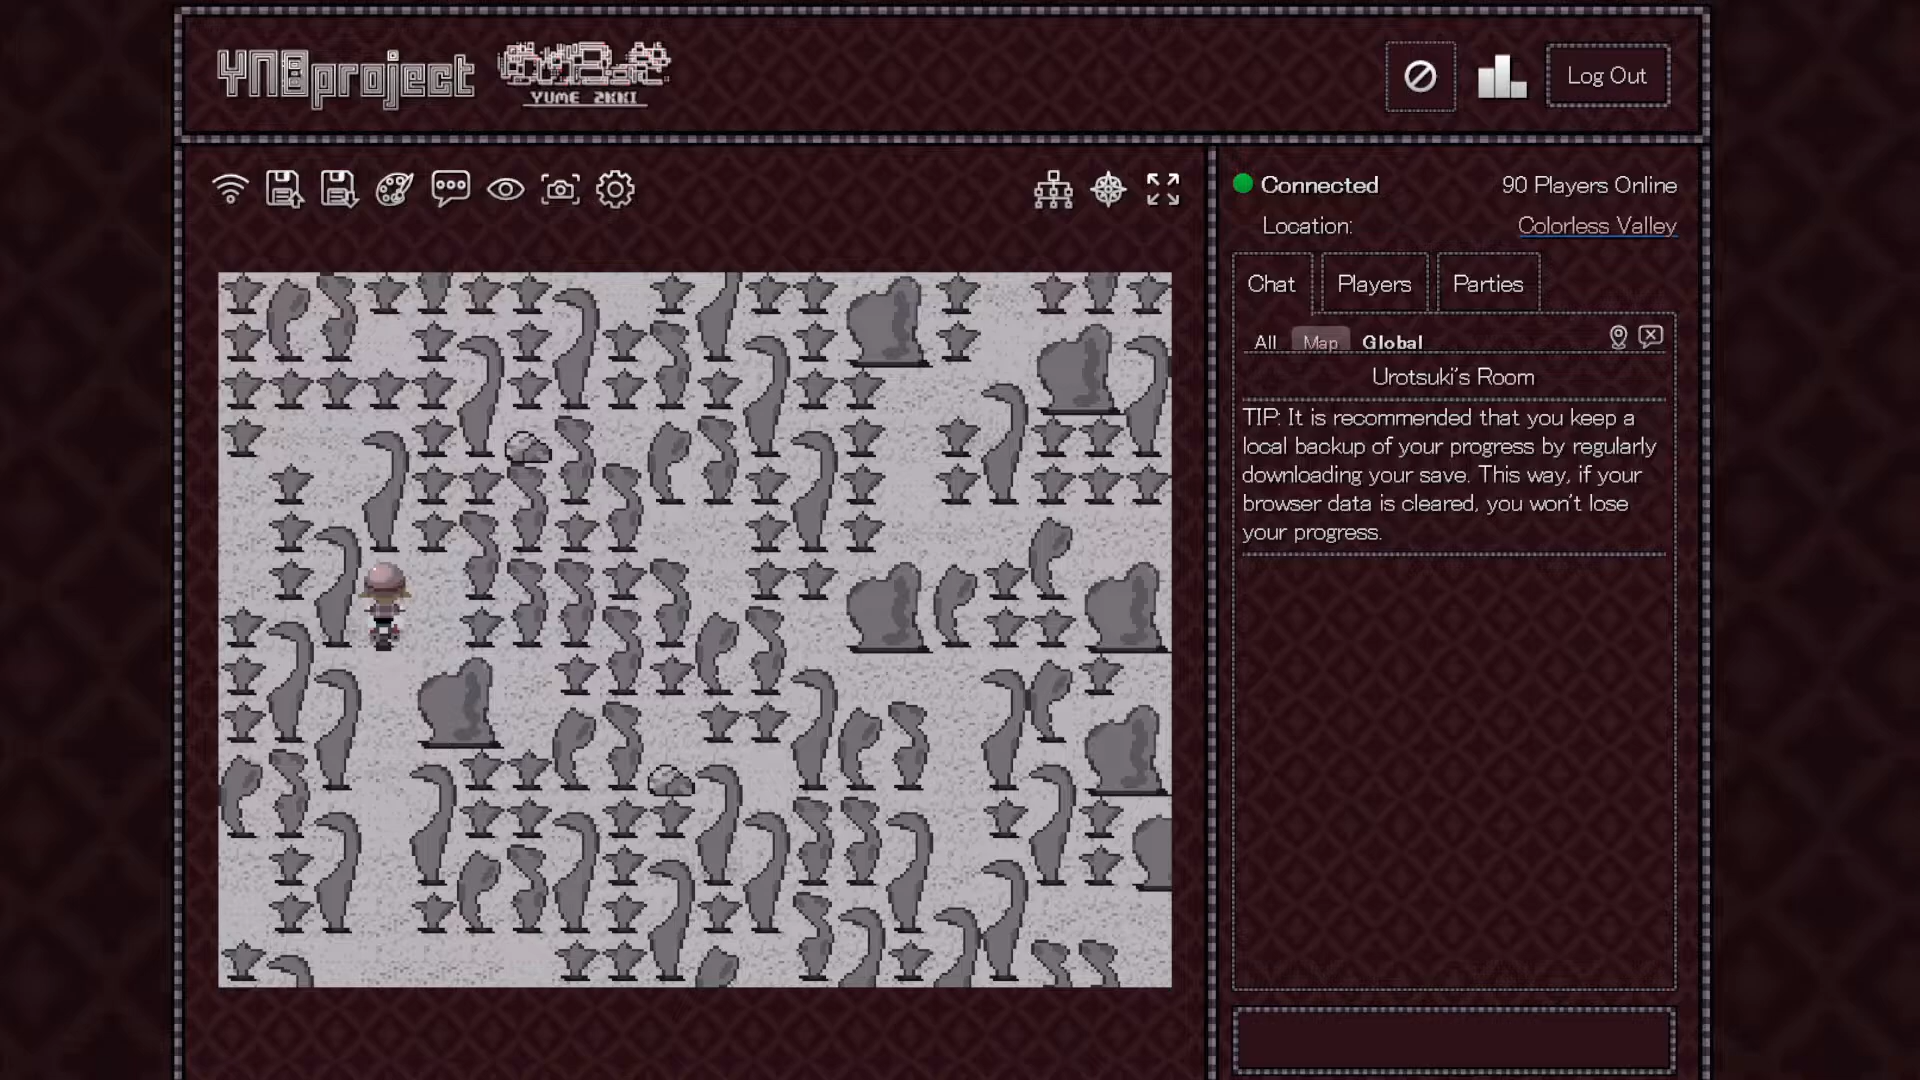 YNOproject
YUME 2KKI
Log Out
Connected
90 Players Online
Location:
Colorless Valley
Chat
Players
Parties
All
Map
Global
Urotsuki's Room
TIP: It is recommended that you keep a
local backup of your progress by regularly
downloading your save. This way, if your
browser data is cleared, you won't lose
your progress.